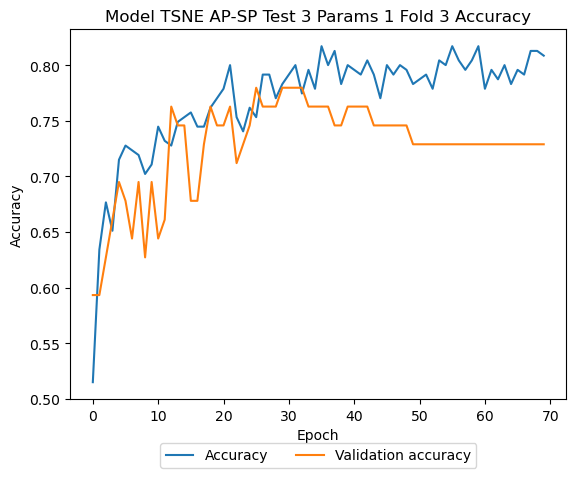 Model TSNE AP-SP Test 3 Params 1 Fold 3 Accuracy
0.80
0.75
0.70
0.65
0.60
0.55
0.50
Accuracy
0 10 20 30 40 50 60 70
Epoch
Accuracy Validation accuracy